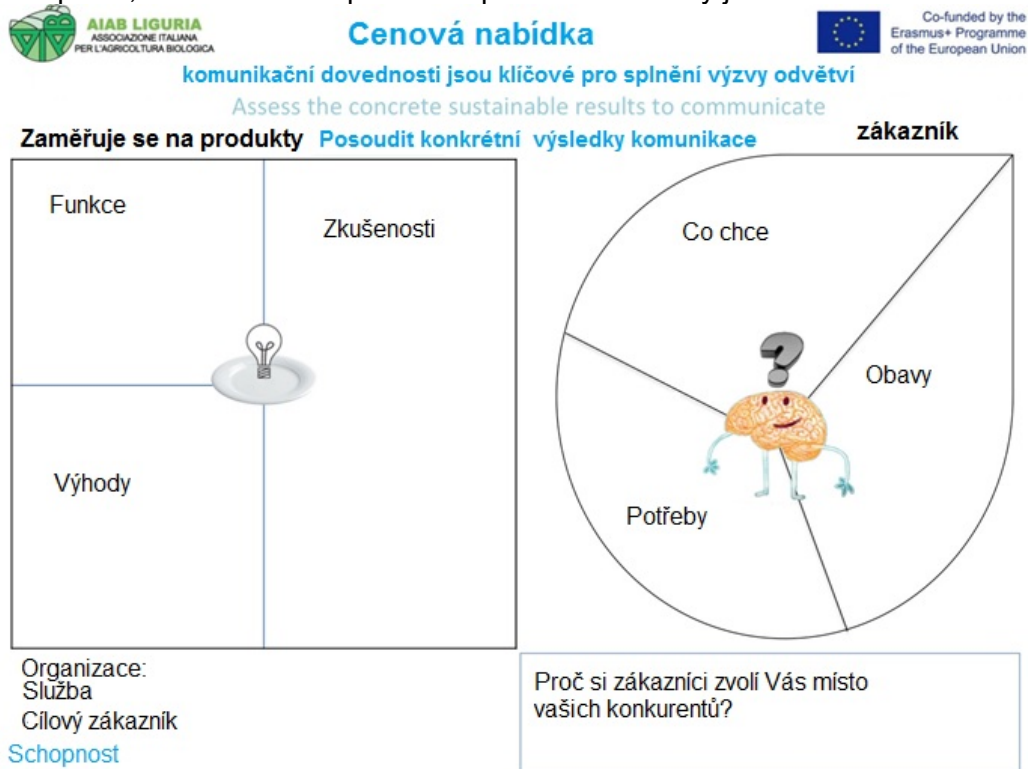 AIAB LIGURIA
ASSOCIAZIONE ITALIANA
PER L'AGRICOLTURA BIOLOGICA
Cenová nabídka
Co-funded by the
Erasmus+ Programme
of the European Union
komunikační dovednosti jsou klíčové pro splnění výzvy odvětví
Assess the concrete sustainable results to communicate
Zaměřuje se na produkty
Posoudit konkrétní výsledky komunikace
zákazník
Funkce
Zkušenosti
Výhody
Co chce
Obavy
Potřeby
Organizace:
Služba
Cílový zákazník
Schopnost
Proč si zákazníci zvolí Vás místo
vašich konkurentů?